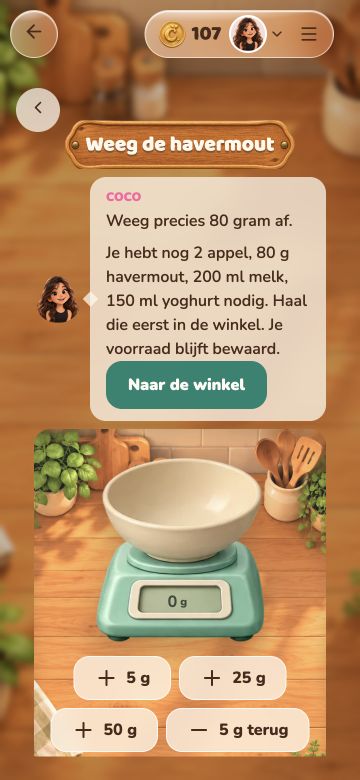 107
Weeg de havermout
COCO
Weeg precies 80 gram af.
Je hebt nog 2 appel, 80 g
havermout, 200 ml melk,
150 ml yoghurt nodig. Haal
die eerst in de winkel. Je
voorraad blijft bewaard.
Naar de winkel
0 g
+ 5 g
+ 25 g
+ 50 g
− 5 g terug